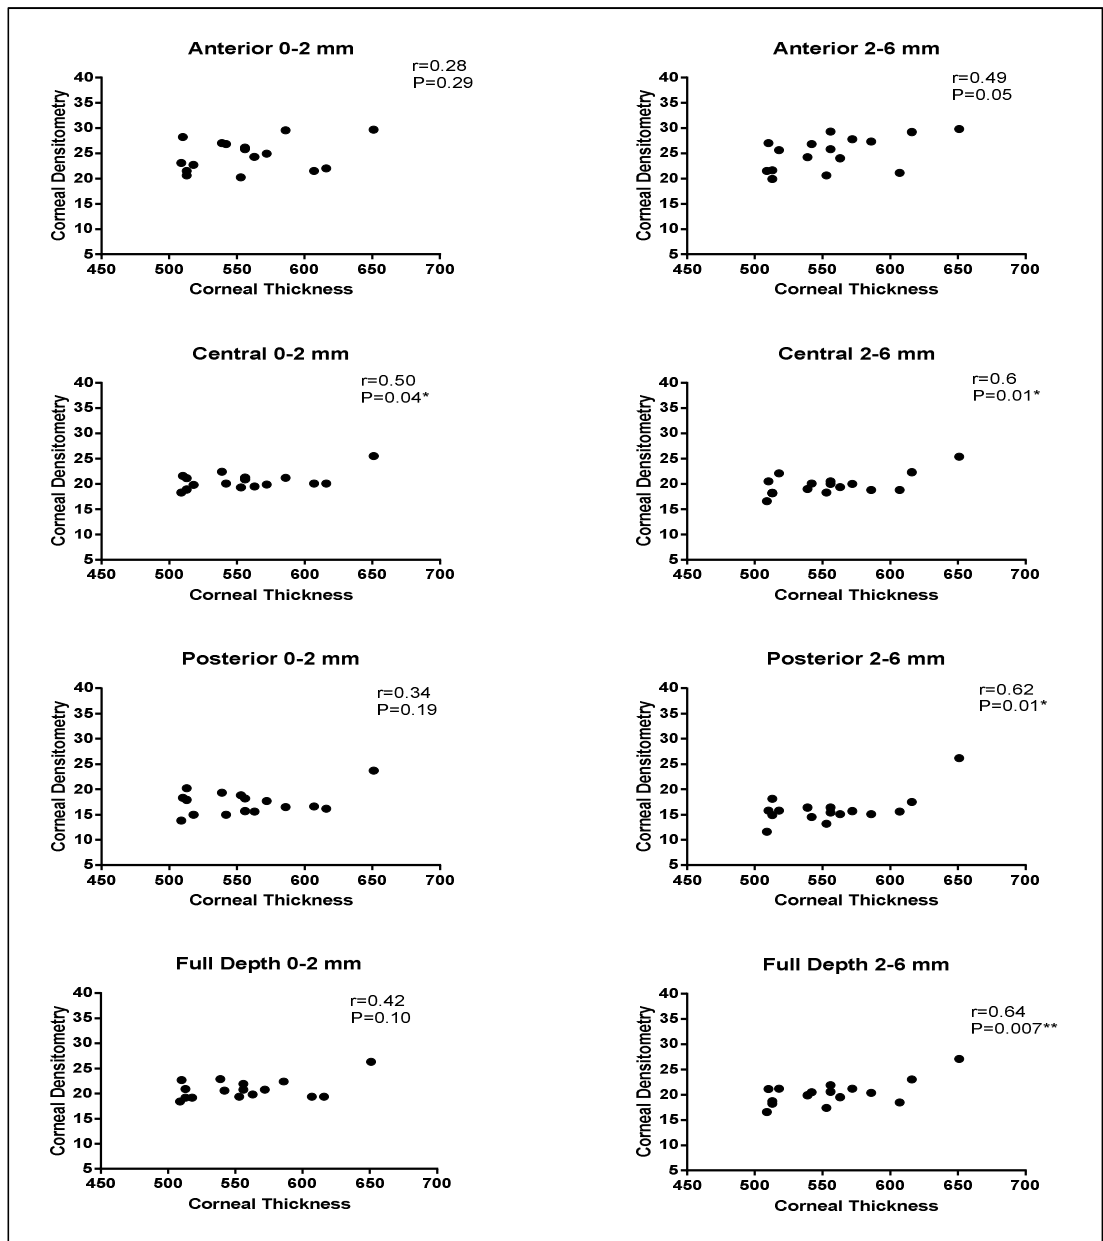 Anterior 0-2 mm
r=0.28
P=0.29
40
35
30
25
20
15
10
5
Corneal Densitometry
450 500 550 600 650 700
Corneal Thickness
Anterior 2-6 mm
r=0.49
P=0.05
40
35
30
25
20
15
10
5
Corneal Densitometry
450 500 550 600 650 700
Corneal Thickness
Central 0-2 mm
r=0.50
P=0.04*
40
35
30
25
20
15
10
5
Corneal Densitometry
450 500 550 600 650 700
Corneal Thickness
Central 2-6 mm
r=0.6
P=0.01*
40
35
30
25
20
15
10
5
Corneal Densitometry
450 500 550 600 650 700
Corneal Thickness
Posterior 0-2 mm
r=0.34
P=0.19
40
35
30
25
20
15
10
5
Corneal Densitometry
450 500 550 600 650 700
Corneal Thickness
Posterior 2-6 mm
r=0.62
P=0.01*
40
35
30
25
20
15
10
5
Corneal Densitometry
450 500 550 600 650 700
Corneal Thickness
Full Depth 0-2 mm
r=0.42
P=0.10
40
35
30
25
20
15
10
5
Corneal Densitometry
450 500 550 600 650 700
Corneal Thickness
Full Depth 2-6 mm
r=0.64
P=0.007**
40
35
30
25
20
15
10
5
Corneal Densitometry
450 500 550 600 650 700
Corneal Thickness